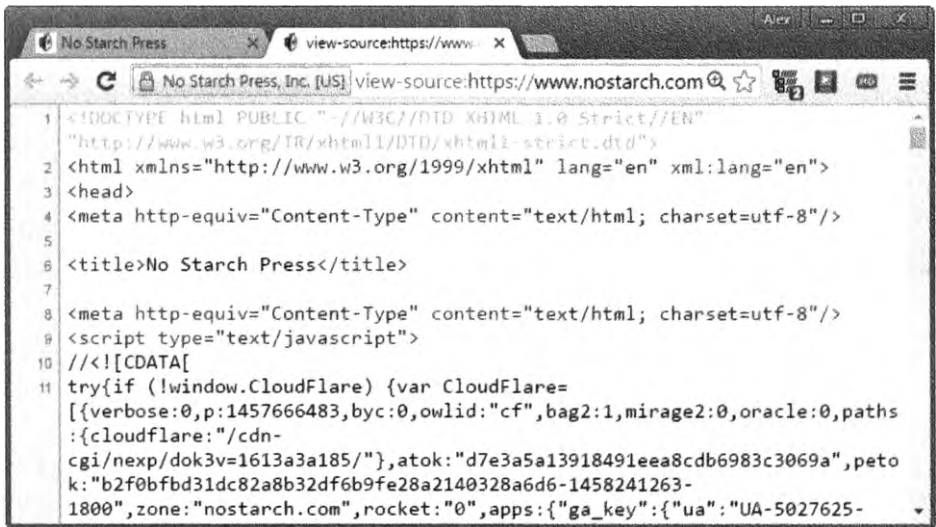 Alex
No Starch Press
view-source:https://www
No Starch Press, Inc. [US] view-source:https://www.nostarch.com
1 <!DOCTYPE html PUBLIC "-//W3C//DTD XHTML 1.0 Strict//EN"
"http://www.w3.org/TR/xhtml1/DTD/xhtml1-strict.dtd">
2 <html xmlns="http://www.w3.org/1999/xhtml" lang="en" xml:lang="en">
3 <head>
4 <meta http-equiv="Content-Type" content="text/html; charset=utf-8"/>
5
6 <title>No Starch Press</title>
7
8 <meta http-equiv="Content-Type" content="text/html; charset=utf-8"/>
9 <script type="text/javascript">
10 //<![CDATA[
11 try{if (!window.CloudFlare) {var CloudFlare=
[{verbose:0,p:1457666483,byc:0,owlid:"cf",bag2:1,mirage2:0,oracle:0,paths
:{cloudflare:"/cdn-
cgi/nexp/dok3v=1613a3a185/"},atok:"d7e3a5a13918491eea8cdb6983c3069a",peto
k:"b2f0bfbd31dc82a8b32df6b9fe28a2140328a6d6-1458241263-
1800",zone:"nostarch.com",rocket:"0",apps:{"ga_key":{"ua":"UA-5027625-